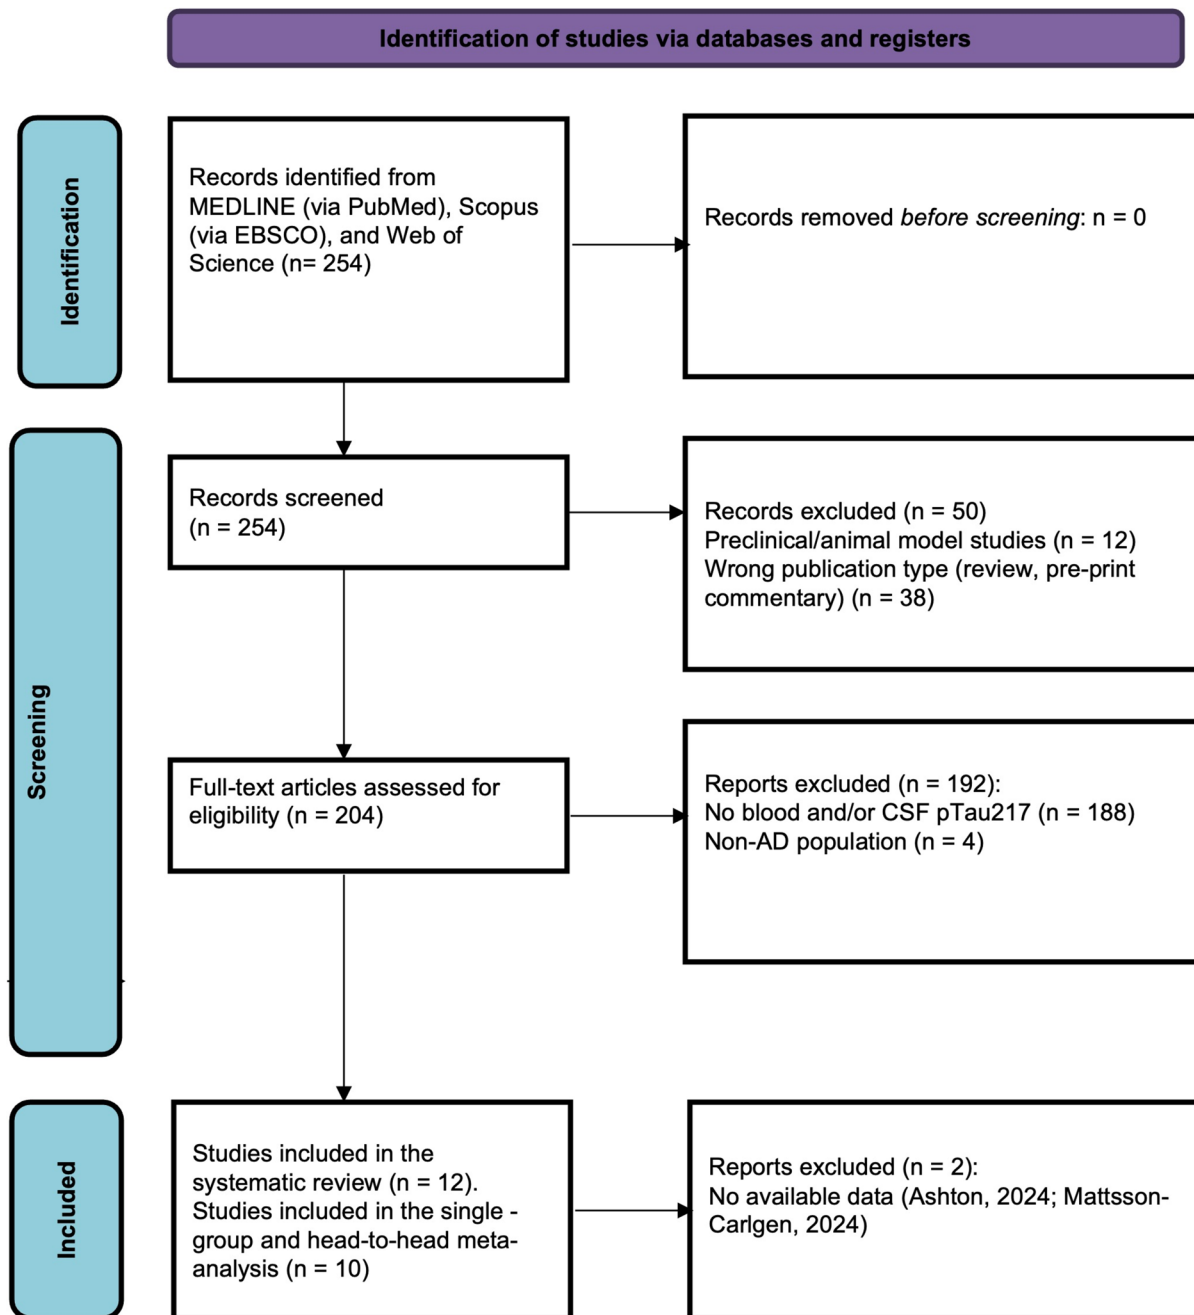 Identification of studies via databases and registers
Identification
Records identified from
MEDLINE (via PubMed), Scopus
(via EBSCO), and Web of
Science (n= 254)
Records removed before screening: n = 0
Screening
Records screened
(n = 254)
Records excluded (n = 50)
Preclinical/animal model studies (n = 12)
Wrong publication type (review, pre-print
commentary) (n = 38)
Full-text articles assessed for
eligibility (n = 204)
Reports excluded (n = 192):
No blood and/or CSF pTau217 (n = 188)
Non-AD population (n = 4)
Included
Studies included in the
systematic review (n = 12).
Studies included in the single -
group and head-to-head meta-
analysis (n = 10)
Reports excluded (n = 2):
No available data (Ashton, 2024; Mattsson-
Carlgen, 2024)